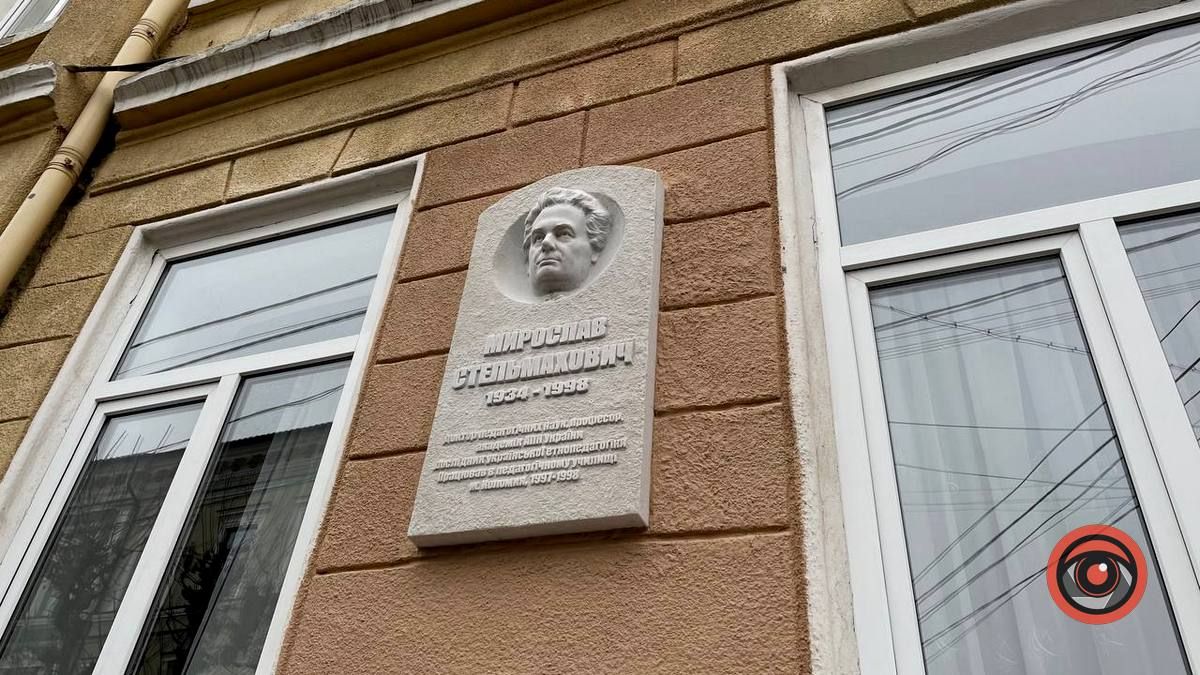 МИРОСЛАВ
СТЕЛЬМАХОВИЧ
1934 - 1998
доктор педагогічних наук, професор,
академік АПН України
дослідник української етнопедагогіки
Працював в педагогічному училищі
м. Коломия, 1997-1998